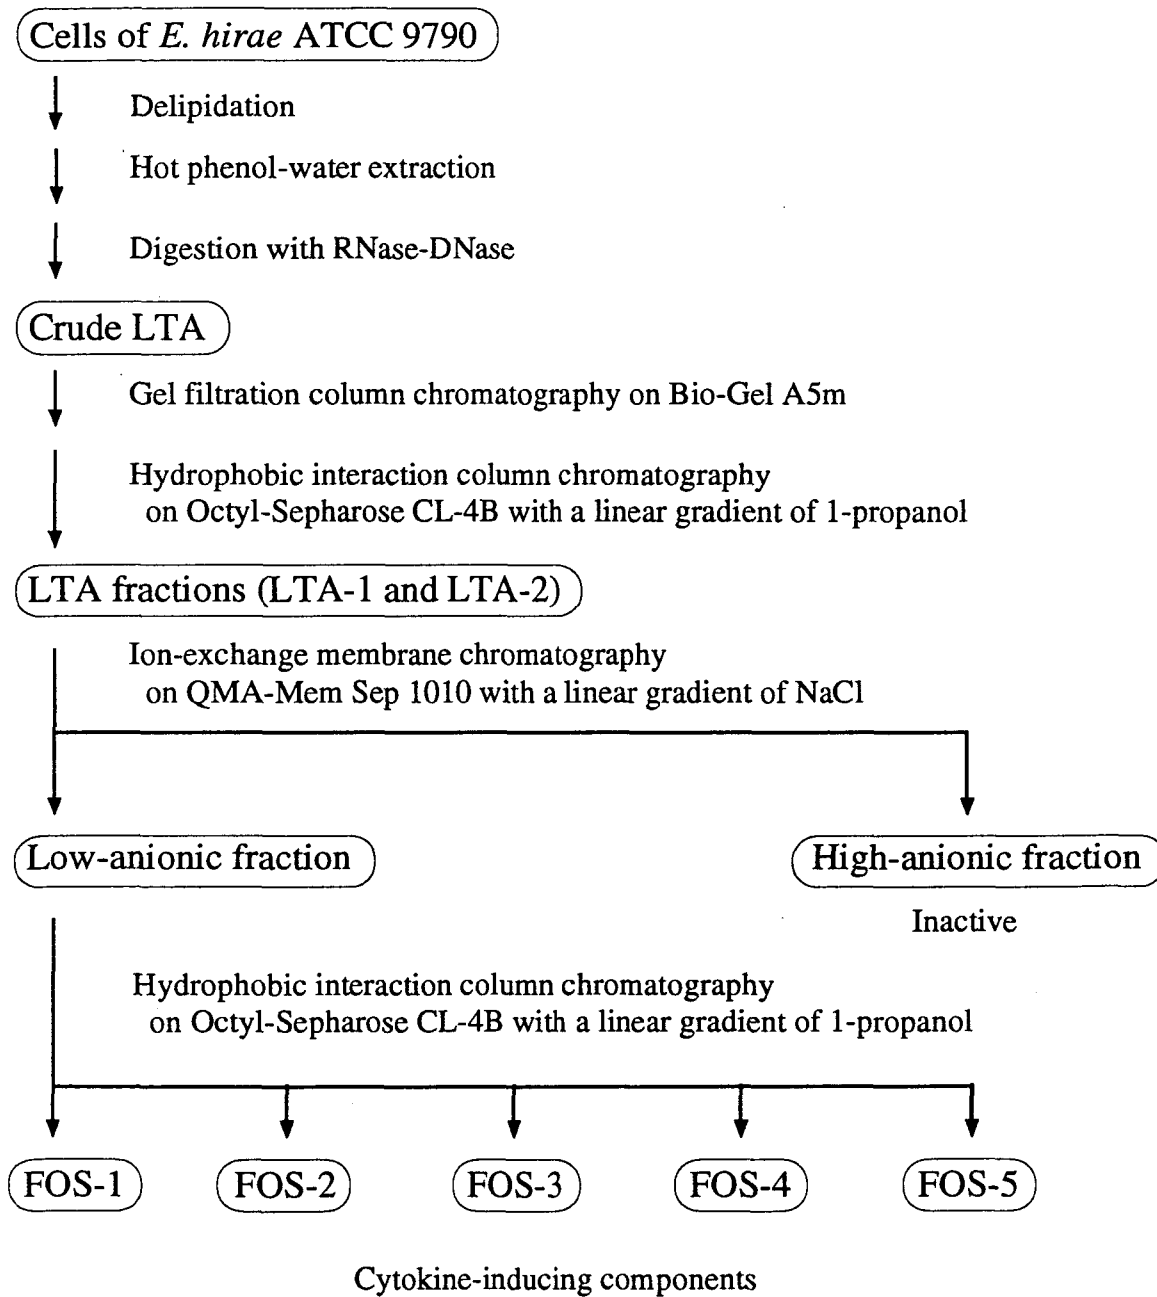 Cells of E. hirae ATCC 9790
Delipidation
Hot phenol-water extraction
Digestion with RNase-DNase
Crude LTA
Gel filtration column chromatography on Bio-Gel A5m
Hydrophobic interaction column chromatography
on Octyl-Sepharose CL-4B with a linear gradient of 1-propanol
LTA fractions (LTA-1 and LTA-2)
Ion-exchange membrane chromatography
on QMA-Mem Sep 1010 with a linear gradient of NaCl
Low-anionic fraction
High-anionic fraction
Inactive
Hydrophobic interaction column chromatography
on Octyl-Sepharose CL-4B with a linear gradient of 1-propanol
FOS-1 FOS-2 FOS-3 FOS-4 FOS-5
Cytokine-inducing components